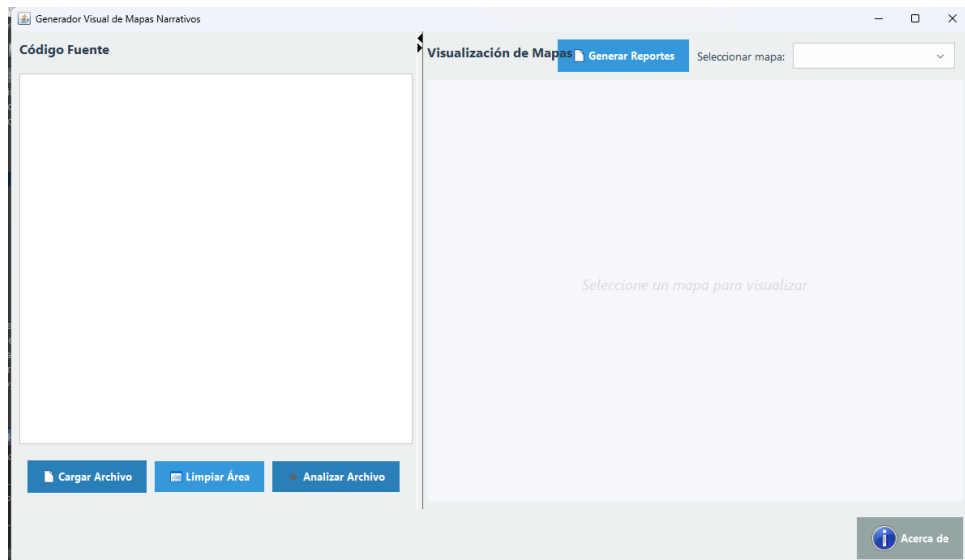 Generador Visual de Mapas Narrativos
Código Fuente
Visualización de Mapas
Generar Reportes
Seleccionar mapa:
Seleccione un mapa para visualizar
Cargar Archivo
Limpiar Área
Analizar Archivo
Acerca de